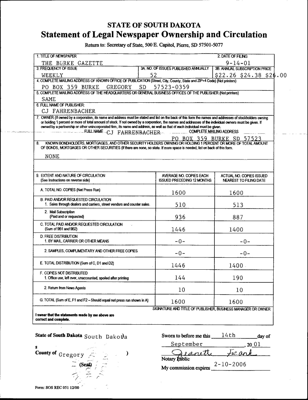 STATE OF SOUTH DAKOTA
Statement of Legal Newspaper Ownership and Circulation
Return to: Secretary of State, 500 E. Capitol, Pierre, SD 57501-5077
1. TITLE OF NEWSPAPER 2. DATE OF FILING
THE BURKE GAZETTE 9-14-01
3. FREQUENCY OF ISSUE 3A. NO. OF ISSUES PUBLISHED ANNUALLY 3B. ANNUAL SUBSCRIPTION PRICE
WEEKLY 52 $22.26 $24.38 $26.00
4. COMPLETE MAILING ADDRESS OF KNOWN OFFICE OF PUBLICATION (Street, City, County, State and ZIP+4 Code) (Not printers)
PO BOX 359 BURKE GREGORY SD 57523-0359
5. COMPLETE MAILING ADDRESS OF THE HEADQUARTERS OR GENERAL BUSINESS OFFICES OF THE PUBLISHER (Not printers)
SAME
6. FULL NAME OF PUBLISHER:
CJ FAHRENBACHER
7. OWNER (If owned by a corporation, its name and address must be stated and list on the back of this form the names and addresses of stockholders owning
or holding 1 percent or more of total amount of stock. If not owned by a corporation, the names and addresses of the individual owners must be given. If
owned by a partnership or other unincorporated firm, its name and address, as well as that of each individual must be given.
FULL NAME COMPLETE MAILING ADDRESS
CJ FAHRENBACHER PO BOX 359 BURKE SD 57523
8. KNOWN BONDHOLDERS, MORTGAGEES, AND OTHER SECURITY HOLDERS OWNING OR HOLDING 1 PERCENT OR MORE OF TOTAL AMOUNT
OF BONDS, MORTGAGES OR OTHER SECURITIES (If there are none, so state. If more space is needed, list on the back of this form.
NONE
9. EXTENT AND NATURE OF CIRCULATION AVERAGE NO. COPIES EACH ACTUAL NO. COPIES ISSUED
(See instructions on reverse side) ISSUED PRECEDING 12 MONTHS NEAREST TO FILING DATE
A. TOTAL NO. COPIES (Net Press Run) 1600 1600
B. PAID AND/OR REQUESTED CIRCULATION
1. Sales through dealers and carriers, street vendors and counter sales. 510 513
2. Mail Subscription
(Paid and or requested) 936 887
C. TOTAL PAID AND/OR REQUESTED CIRCULATION
(Sum of 9B1 and 9B2) 1446 1400
D. FREE DISTRIBUTION
1. BY MAIL, CARRIER OR OTHER MEANS -0- -0-
2. SAMPLES, COMPLIMENTARY AND OTHER FREE COPIES -0- -0-
E. TOTAL DISTRIBUTION (Sum of C, D1 and D2) 1446 1400
F. COPIES NOT DISTRIBUTED
1. Office use, left over, unaccounted, spoiled after printing 144 190
2. Return from News Agents 10 10
G. TOTAL (Sum of E, F1 and F2 - Should equal net press run shown in A) 1600 1600
SIGNATURE AND TITLE OF PUBLISHER, BUSINESS MANAGER OR OWNER
I swear that the statements made by me above are
correct and complete.
State of South Dakota South Dakota Sworn to before me this 14th day of
September 20 01
County of Gregory
(Seal) Notary Public
My commission expires 2-10-2006
Form: SOS REC 051 12/00